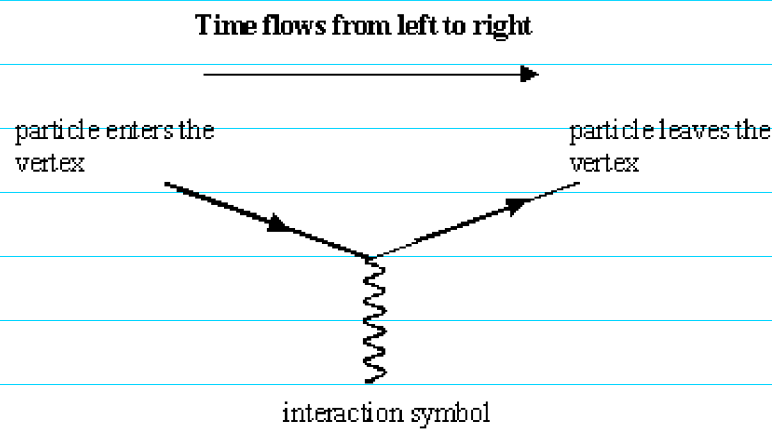 Time flows from left to right
particle enters the
vertex
particle leaves the
vertex
interaction symbol